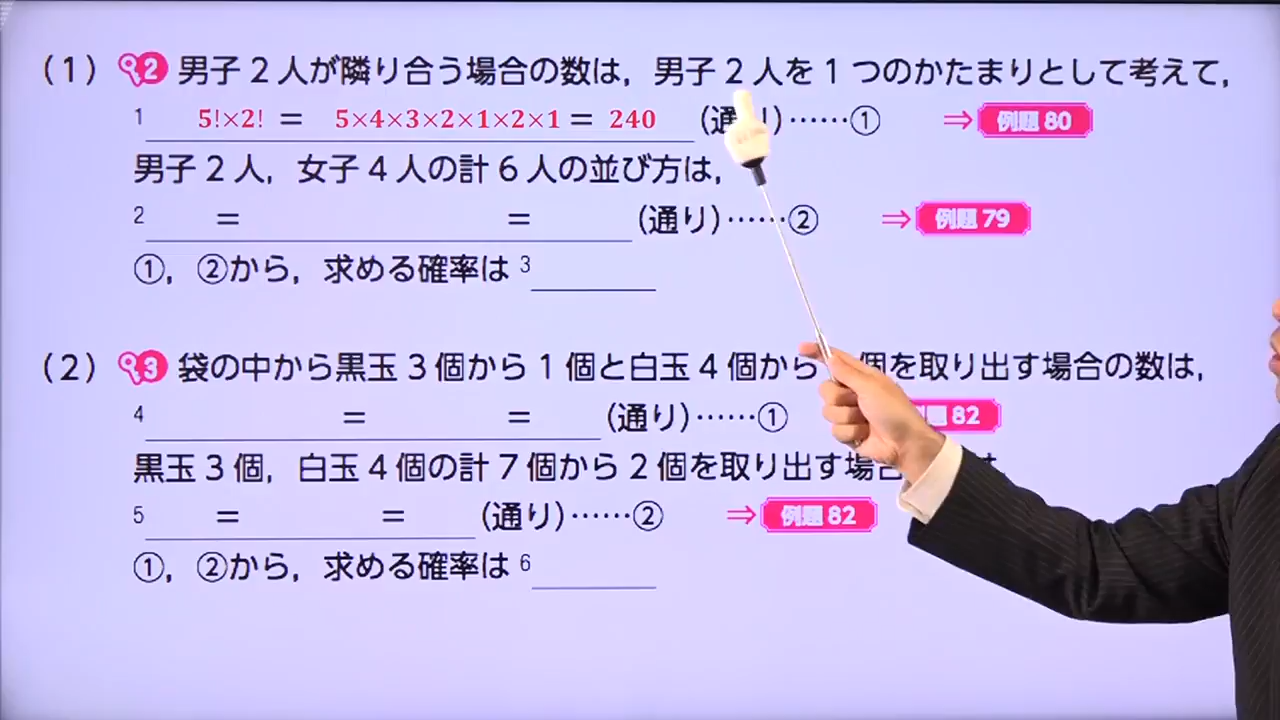 (1) 2 男子2人が隣り合う場合の数は，男子2人を1つのかたまりとして考えて，
1 5!×2! = 5×4×3×2×1×2×1 = 240 (通り)……① ⇒ 例題 80
男子2人，女子4人の計6人の並び方は，
2 = = (通り)……② ⇒ 例題 79
①，②から，求める確率は 3
(2) 3 袋の中から黒玉3個から1個と白玉4個から 個を取り出す場合の数は，
4 = = (通り)……① 題 82
黒玉3個，白玉4個の計7個から2個を取り出す場合 は
5 = = (通り)……② ⇒ 例題 82
①，②から，求める確率は 6